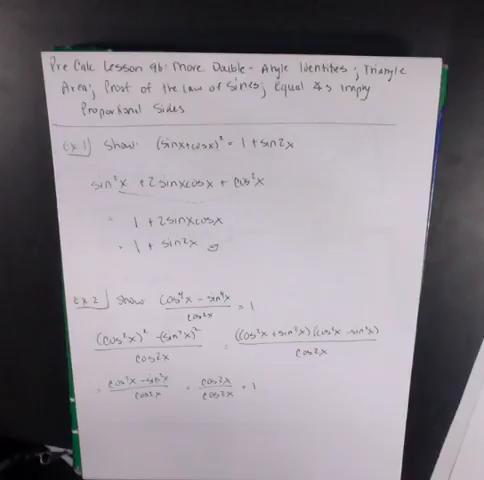 Pre Calc Lesson 96: More Double-Angle Identities; Triangle
Area; Proof of the Law of Sines; Equal ∡s Imply
Proportional Sides
Ex 1) Show: (sinx+cosx)² = 1 + sin2x
sin²x + 2sinxcosx + cos²x
= 1 + 2sinxcosx
= 1 + sin2x
Ex 2) Show (cos⁴x - sin⁴x)/cos2x = 1
((cos²x)² - (sin²x)²)/cos2x = ((cos²x + sin²x)(cos²x - sin²x))/cos2x
= (cos²x - sin²x)/cos2x = cos2x/cos2x = 1